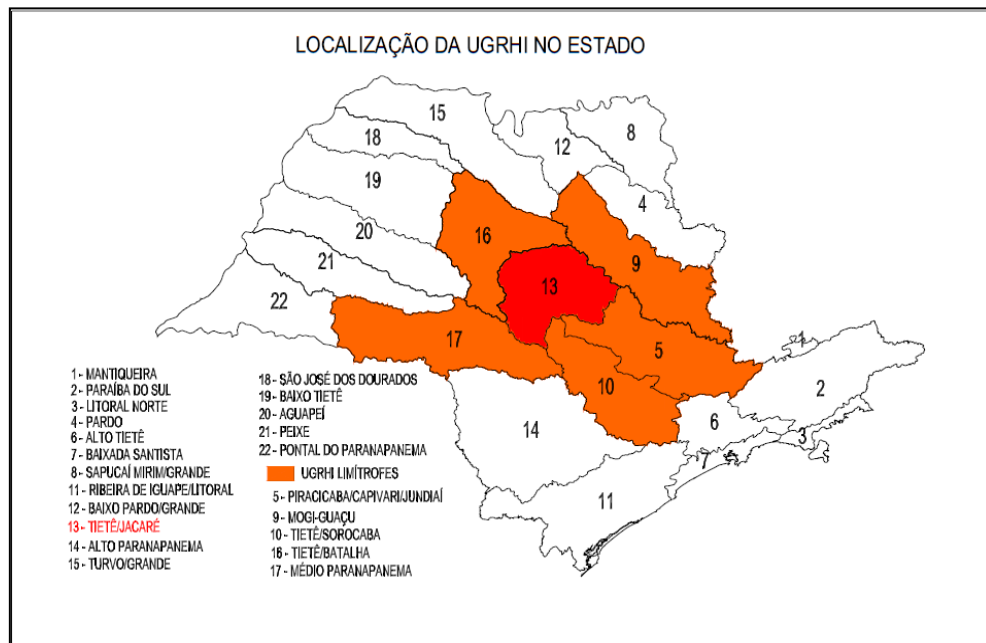 LOCALIZAÇÃO DA UGRHI NO ESTADO
15
18
12
8
19
4
16
20
9
21
13
22
17
5
1
2
10
6
14
3
7
11
1 - MANTIQUEIRA
2 - PARAÍBA DO SUL
3 - LITORAL NORTE
4 - PARDO
6 - ALTO TIETÊ
7 - BAIXADA SANTISTA
8 - SAPUCAÍ MIRIM/GRANDE
11 - RIBEIRA DE IGUAPE/LITORAL
12 - BAIXO PARDO/GRANDE
13 - TIETÊ/JACARÉ
14 - ALTO PARANAPANEMA
15 - TURVO/GRANDE
18 - SÃO JOSÉ DOS DOURADOS
19 - BAIXO TIETÊ
20 - AGUAPEÍ
21 - PEIXE
22 - PONTAL DO PARANAPANEMA
UGRHI LIMÍTROFES
5 - PIRACICABA/CAPIVARI/JUNDIAÍ
9 - MOGI-GUAÇU
10 - TIETÊ/SOROCABA
16 - TIETÊ/BATALHA
17 - MÉDIO PARANAPANEMA